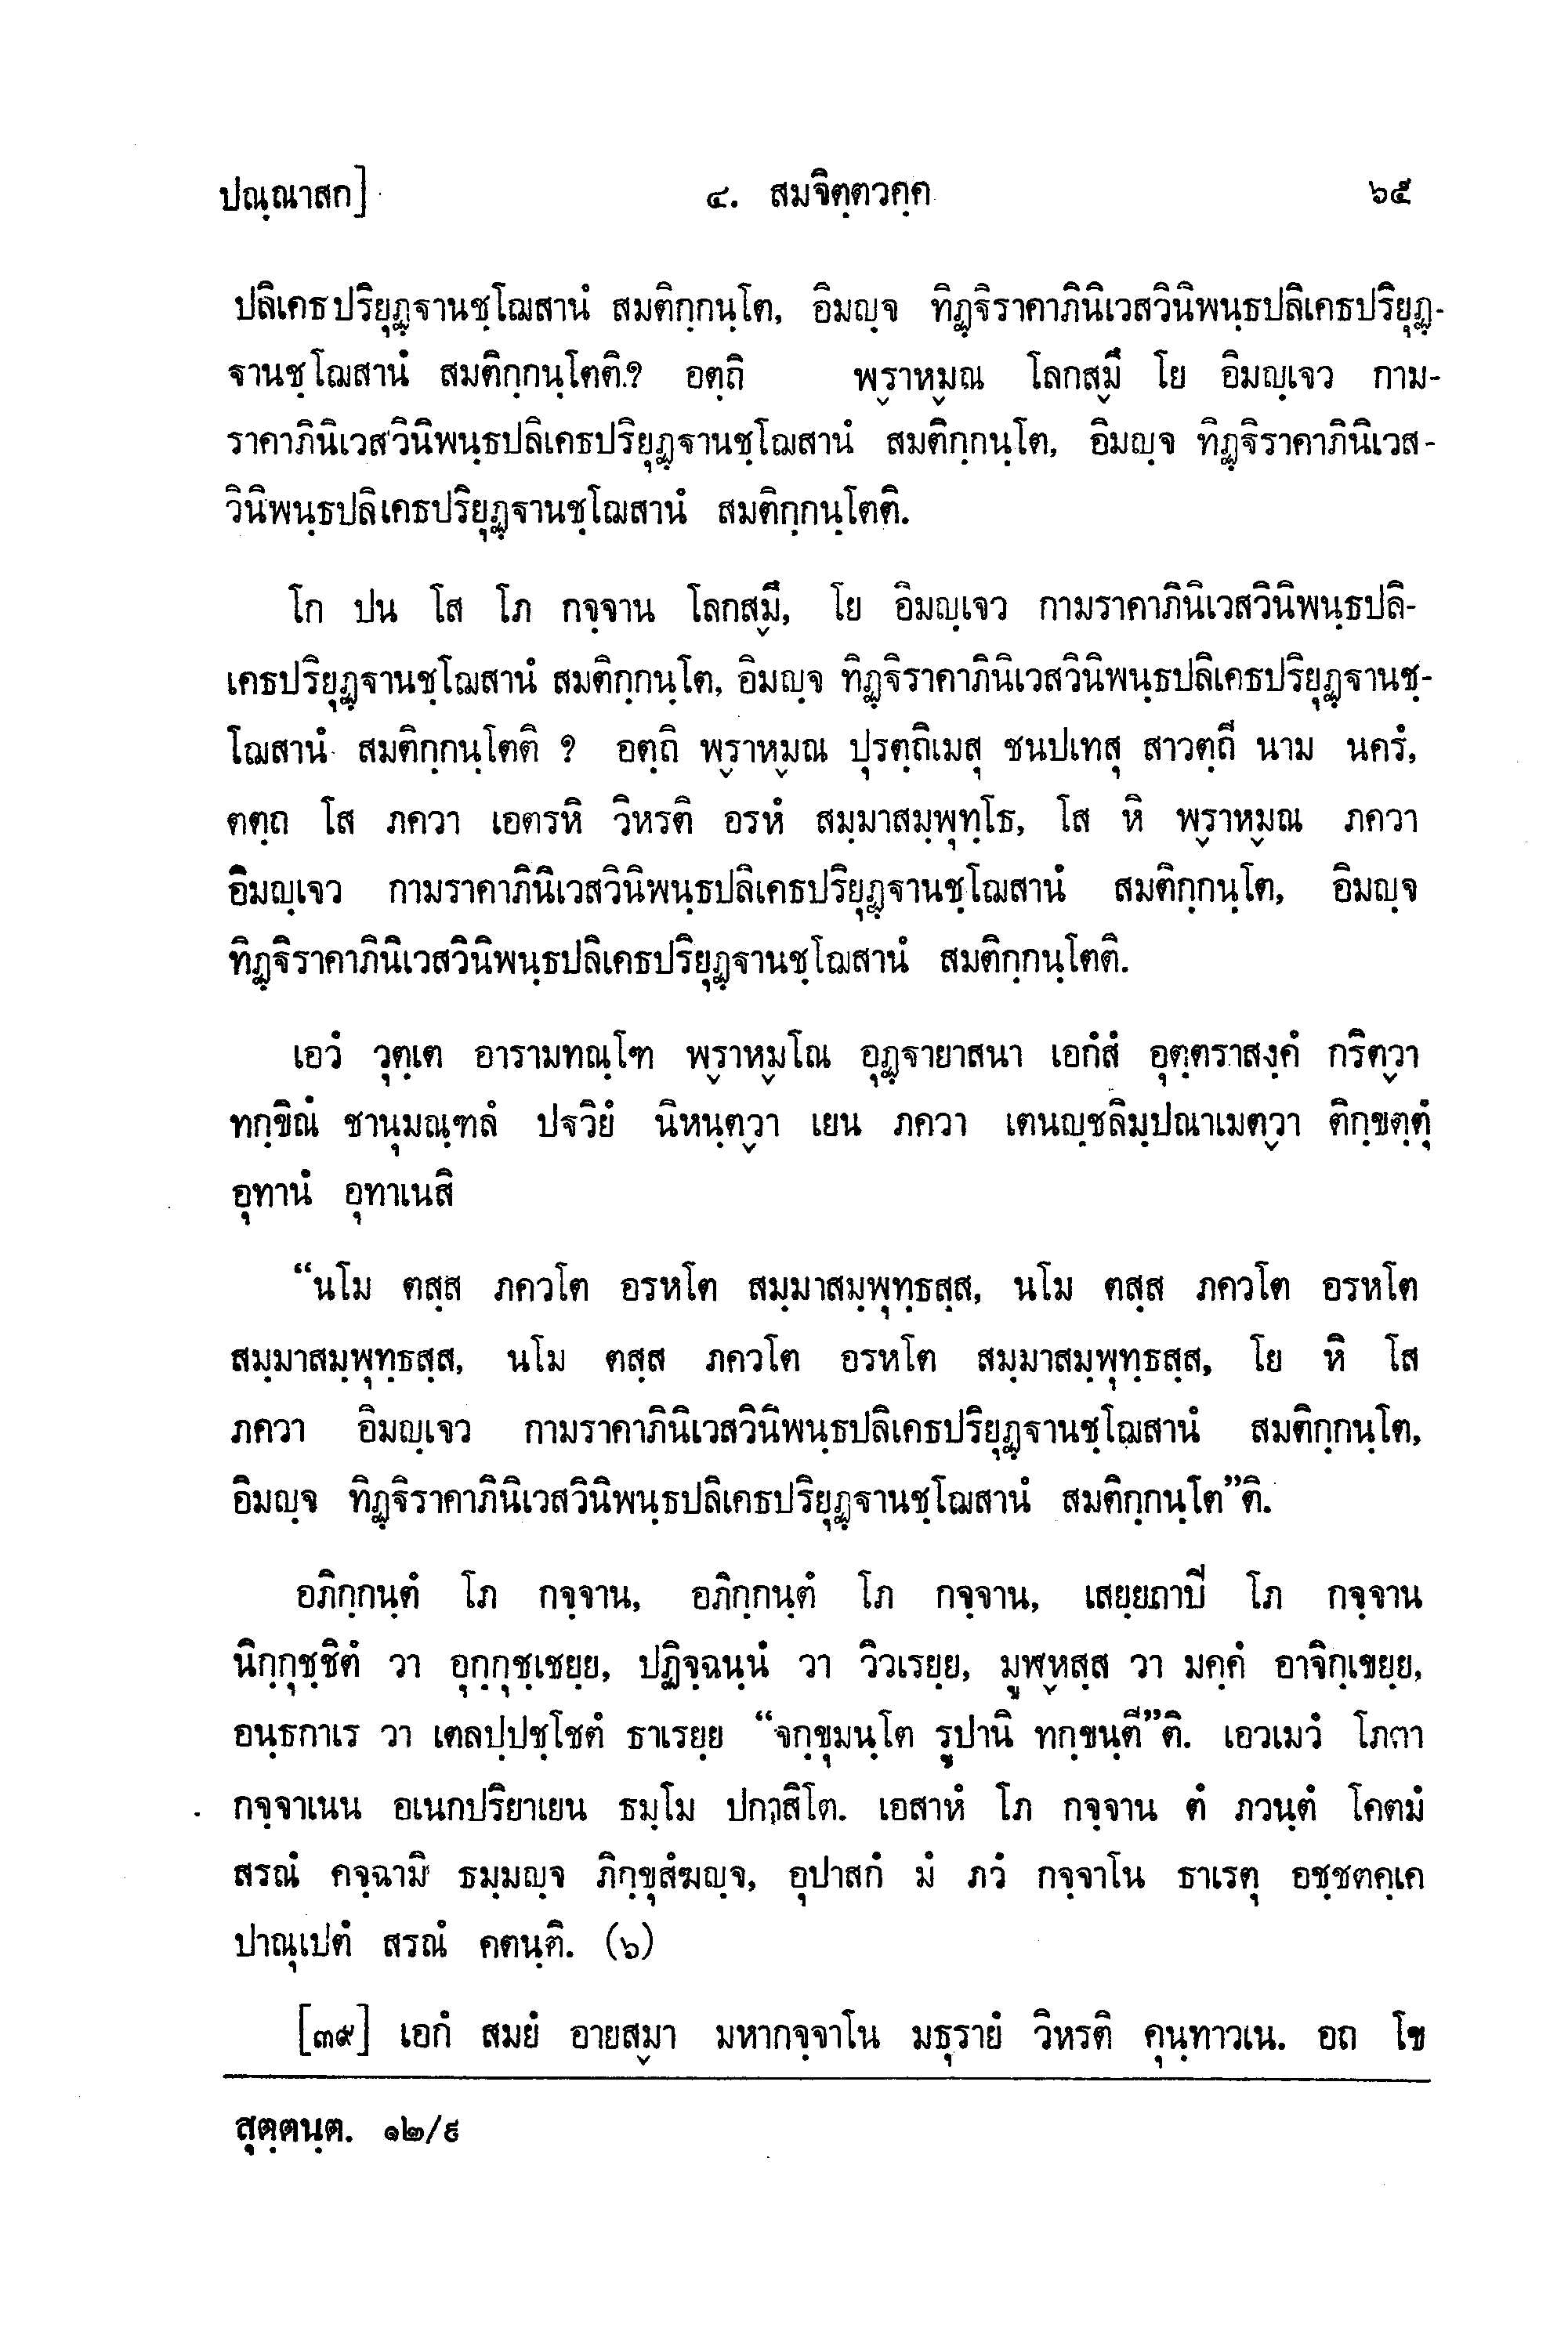 ปณฺณาสก] ๔. สมจิตฺตวคฺค ๖๕
ปลิเคธปริยุฏฺฐานชฺโฌสานํ สมติกฺกนฺโต, อิมญฺจ ทิฏฺฐิราคาภินิเวสวินิพนฺธปลิเคธปริยุฏฺ-
ฐานชฺโฌสานํ สมติกฺกนฺโตติ.? อตฺถิ พฺราหฺมณ โลกสฺมึ โย อิมญฺเจว กาม-
ราคาภินิเวสวินิพนฺธปลิเคธปริยุฏฺฐานชฺโฌสานํ สมติกฺกนฺโต, อิมญฺจ ทิฏฺฐิราคาภินิเวส-
วินิพนฺธปลิเคธปริยุฏฺฐานชฺโฌสานํ สมติกฺกนฺโตติ.
โก ปน โส โภ กจฺจาน โลกสฺมึ, โย อิมญฺเจว กามราคาภินิเวสวินิพนฺธปลิ-
เคธปริยุฏฺฐานชฺโฌสานํ สมติกฺกนฺโต, อิมญฺจ ทิฏฺฐิราคาภินิเวสวินิพนฺธปลิเคธปริยุฏฺฐานชฺ-
โฌสานํ สมติกฺกนฺโตติ ? อตฺถิ พฺราหฺมณ ปุรตฺถิเมสุ ชนปเทสุ สาวตฺถี นาม นครํ,
ตตฺถ โส ภควา เอตรหิ วิหรติ อรหํ สมฺมาสมฺพุทฺโธ, โส หิ พฺราหฺมณ ภควา
อิมญฺเจว กามราคาภินิเวสวินิพนฺธปลิเคธปริยุฏฺฐานชฺโฌสานํ สมติกฺกนฺโต, อิมญฺจ
ทิฏฺฐิราคาภินิเวสวินิพนฺธปลิเคธปริยุฏฺฐานชฺโฌสานํ สมติกฺกนฺโตติ.
เอวํ วุตฺเต อารามทณฺโฑ พฺราหฺมโณ อุฏฺฐายาสนา เอกํสํ อุตฺตราสงฺคํ กริตฺวา
ทกฺขิณํ ชานุมณฺฑลํ ปฐวิยํ นิหนฺตฺวา เยน ภควา เตนญฺชลิมฺปณาเมตฺวา ติกฺขตฺตุํ
อุทานํ อุทาเนสิ
“นโม ตสฺส ภควโต อรหโต สมฺมาสมฺพุทฺธสฺส, นโม ตสฺส ภควโต อรหโต
สมฺมาสมฺพุทฺธสฺส, นโม ตสฺส ภควโต อรหโต สมฺมาสมฺพุทฺธสฺส, โย หิ โส
ภควา อิมญฺเจว กามราคาภินิเวสวินิพนฺธปลิเคธปริยุฏฺฐานชฺโฌสานํ สมติกฺกนฺโต,
อิมญฺจ ทิฏฺฐิราคาภินิเวสวินิพนฺธปลิเคธปริยุฏฺฐานชฺโฌสานํ สมติกฺกนฺโต”ติ.
อภิกฺกนฺตํ โภ กจฺจาน, อภิกฺกนฺตํ โภ กจฺจาน, เสยฺยถาปิ โภ กจฺจาน
นิกฺกุชฺชิตํ วา อุกฺกุชฺเชยฺย, ปฏิจฺฉนฺนํ วา วิวเรยฺย, มูฬฺหสฺส วา มคฺคํ อาจิกฺเขยฺย,
อนฺธกาเร วา เตลปฺปชฺโชตํ ธาเรยฺย “จกฺขุมนฺโต รูปานิ ทกฺขนฺตี”ติ. เอวเมวํ โภตา
กจฺจาเนน อเนกปริยาเยน ธมฺโม ปกาสิโต. เอสาหํ โภ กจฺจาน ตํ ภวนฺตํ โคตมํ
สรณํ คจฺฉามิ ธมฺมญฺจ ภิกฺขุสํฆญฺจ, อุปาสกํ มํ ภวํ กจฺจาโน ธาเรตุ อชฺชตคฺเค
ปาณุเปตํ สรณํ คตนฺติ. (๖)
[๓๙] เอกํ สมยํ อายสฺมา มหากจฺจาโน มธุรายํ วิหรติ คุนฺทาวเน. อถ โข
สุตฺตนฺต. ๑๒/๙